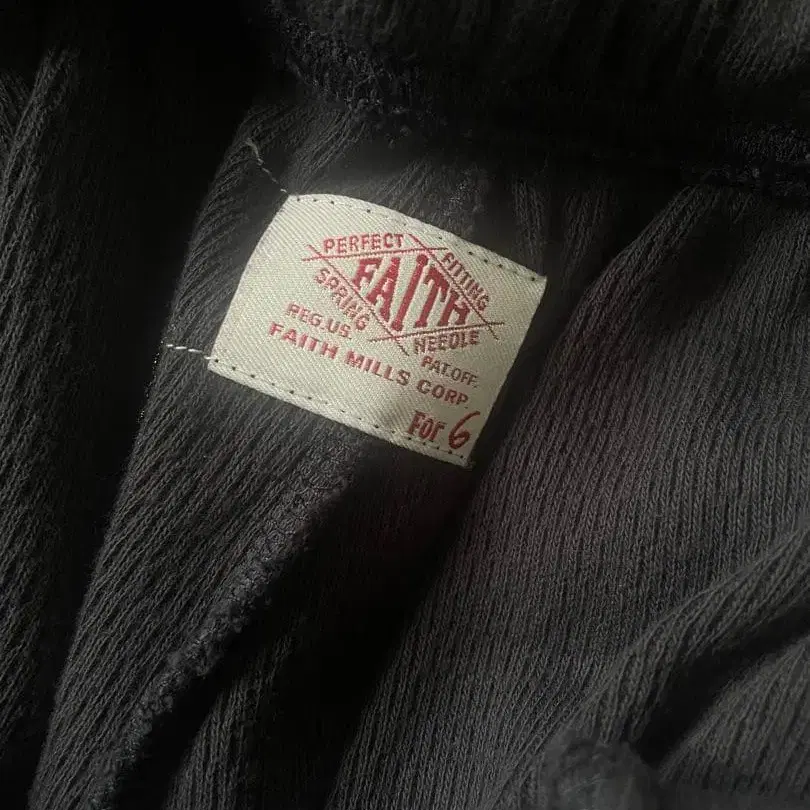 PERFECT FITTING
FAITH
SPRING NEEDLE
REG.US. PAT.OFF.
FAITH MILLS CORP.
For 6